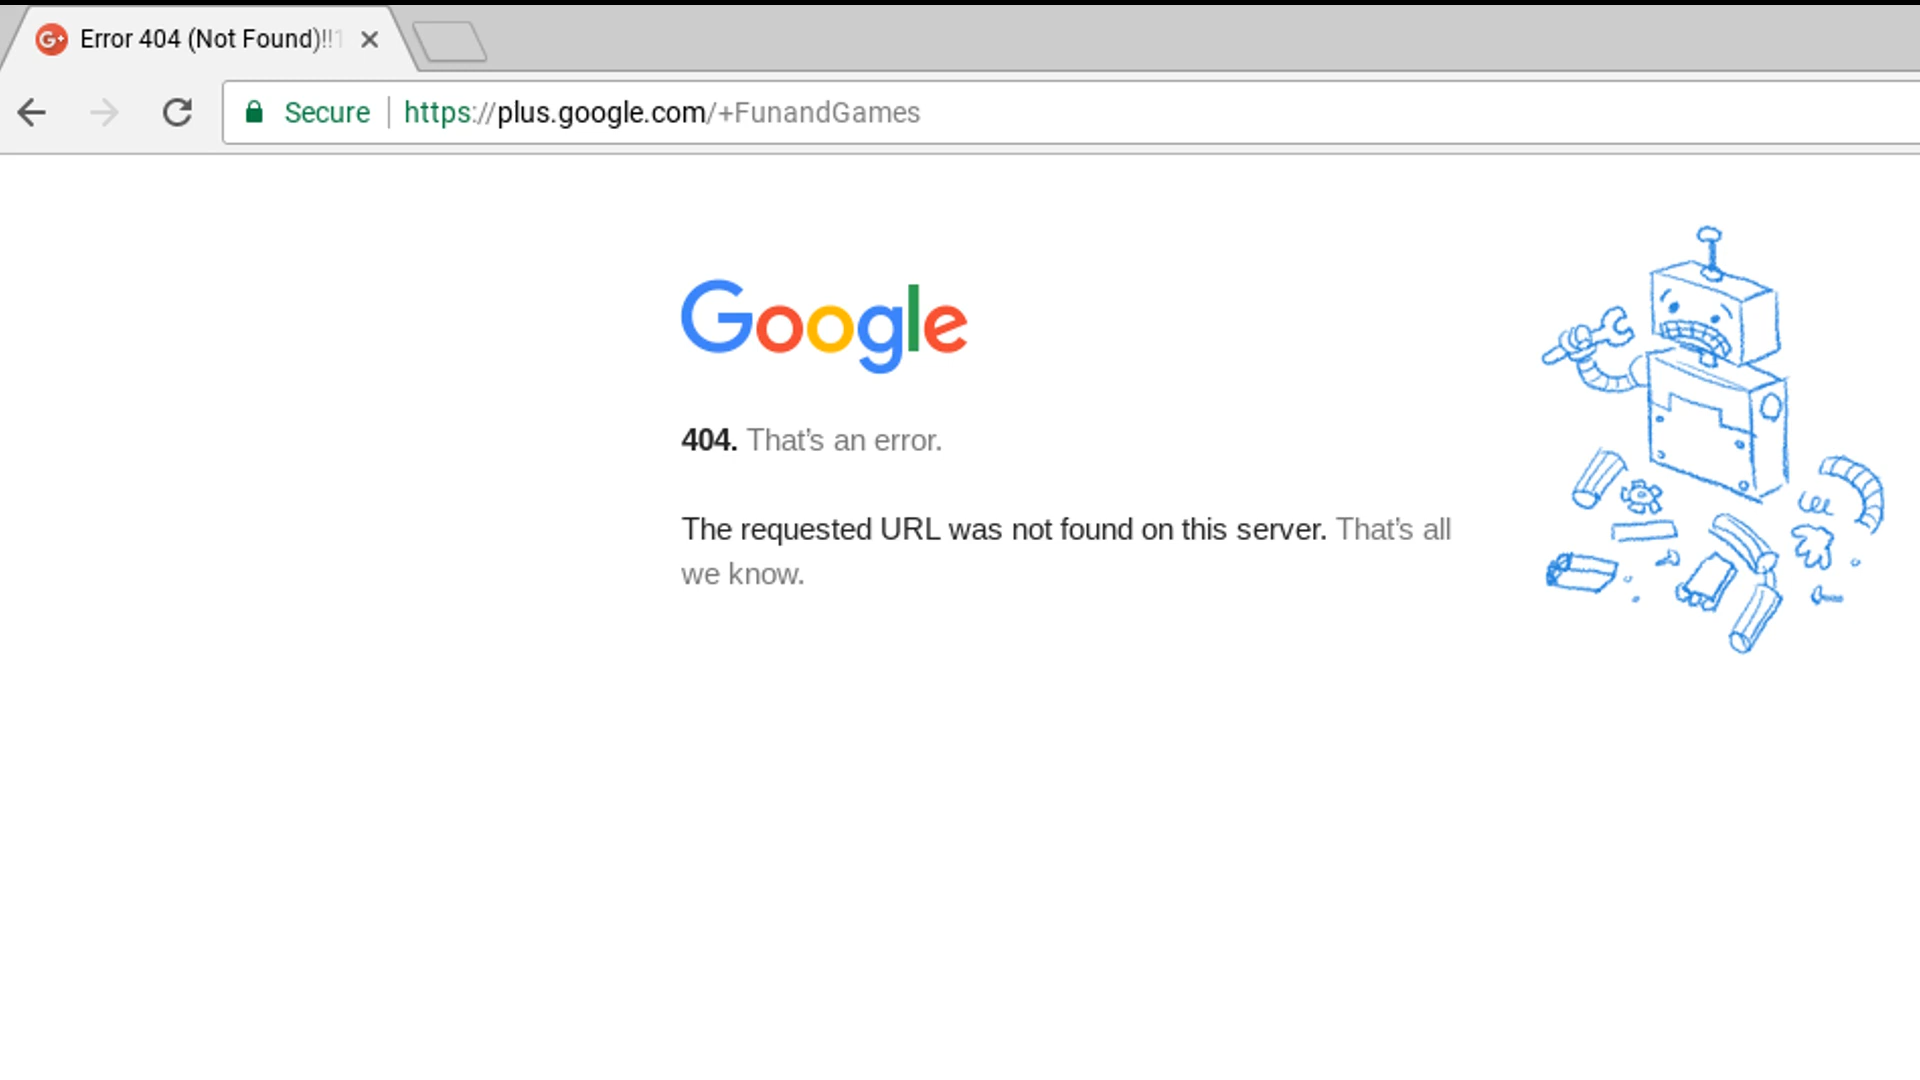 Error 404 (Not Found)!!1
Secure https://plus.google.com/+FunandGames
Google
404. That's an error.
The requested URL was not found on this server. That's all
we know.